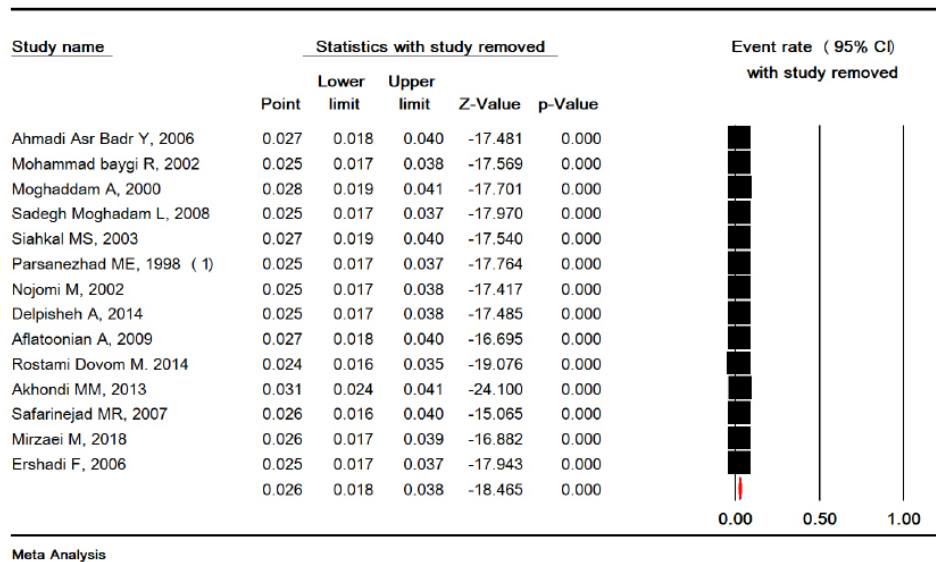 Study name Statistics with study removed Event rate ( 95% CI)
with study removed
Lower Upper
Point limit limit Z-Value p-Value
Ahmadi Asr Badr Y, 2006 0.027 0.018 0.040 -17.481 0.000
Mohammad baygi R, 2002 0.025 0.017 0.038 -17.569 0.000
Moghaddam A, 2000 0.028 0.019 0.041 -17.701 0.000
Sadegh Moghadam L, 2008 0.025 0.017 0.037 -17.970 0.000
Siahkal MS, 2003 0.027 0.019 0.040 -17.540 0.000
Parsanezhad ME, 1998 ( 1) 0.025 0.017 0.037 -17.764 0.000
Nojomi M, 2002 0.025 0.017 0.038 -17.417 0.000
Delpisheh A, 2014 0.025 0.017 0.038 -17.485 0.000
Aflatoonian A, 2009 0.027 0.018 0.040 -16.695 0.000
Rostami Dovom M. 2014 0.024 0.016 0.035 -19.076 0.000
Akhondi MM, 2013 0.031 0.024 0.041 -24.100 0.000
Safarinejad MR, 2007 0.026 0.016 0.040 -15.065 0.000
Mirzaei M, 2018 0.026 0.017 0.039 -16.882 0.000
Ershadi F, 2006 0.025 0.017 0.037 -17.943 0.000
0.026 0.018 0.038 -18.465 0.000
0.00 0.50 1.00
Meta Analysis